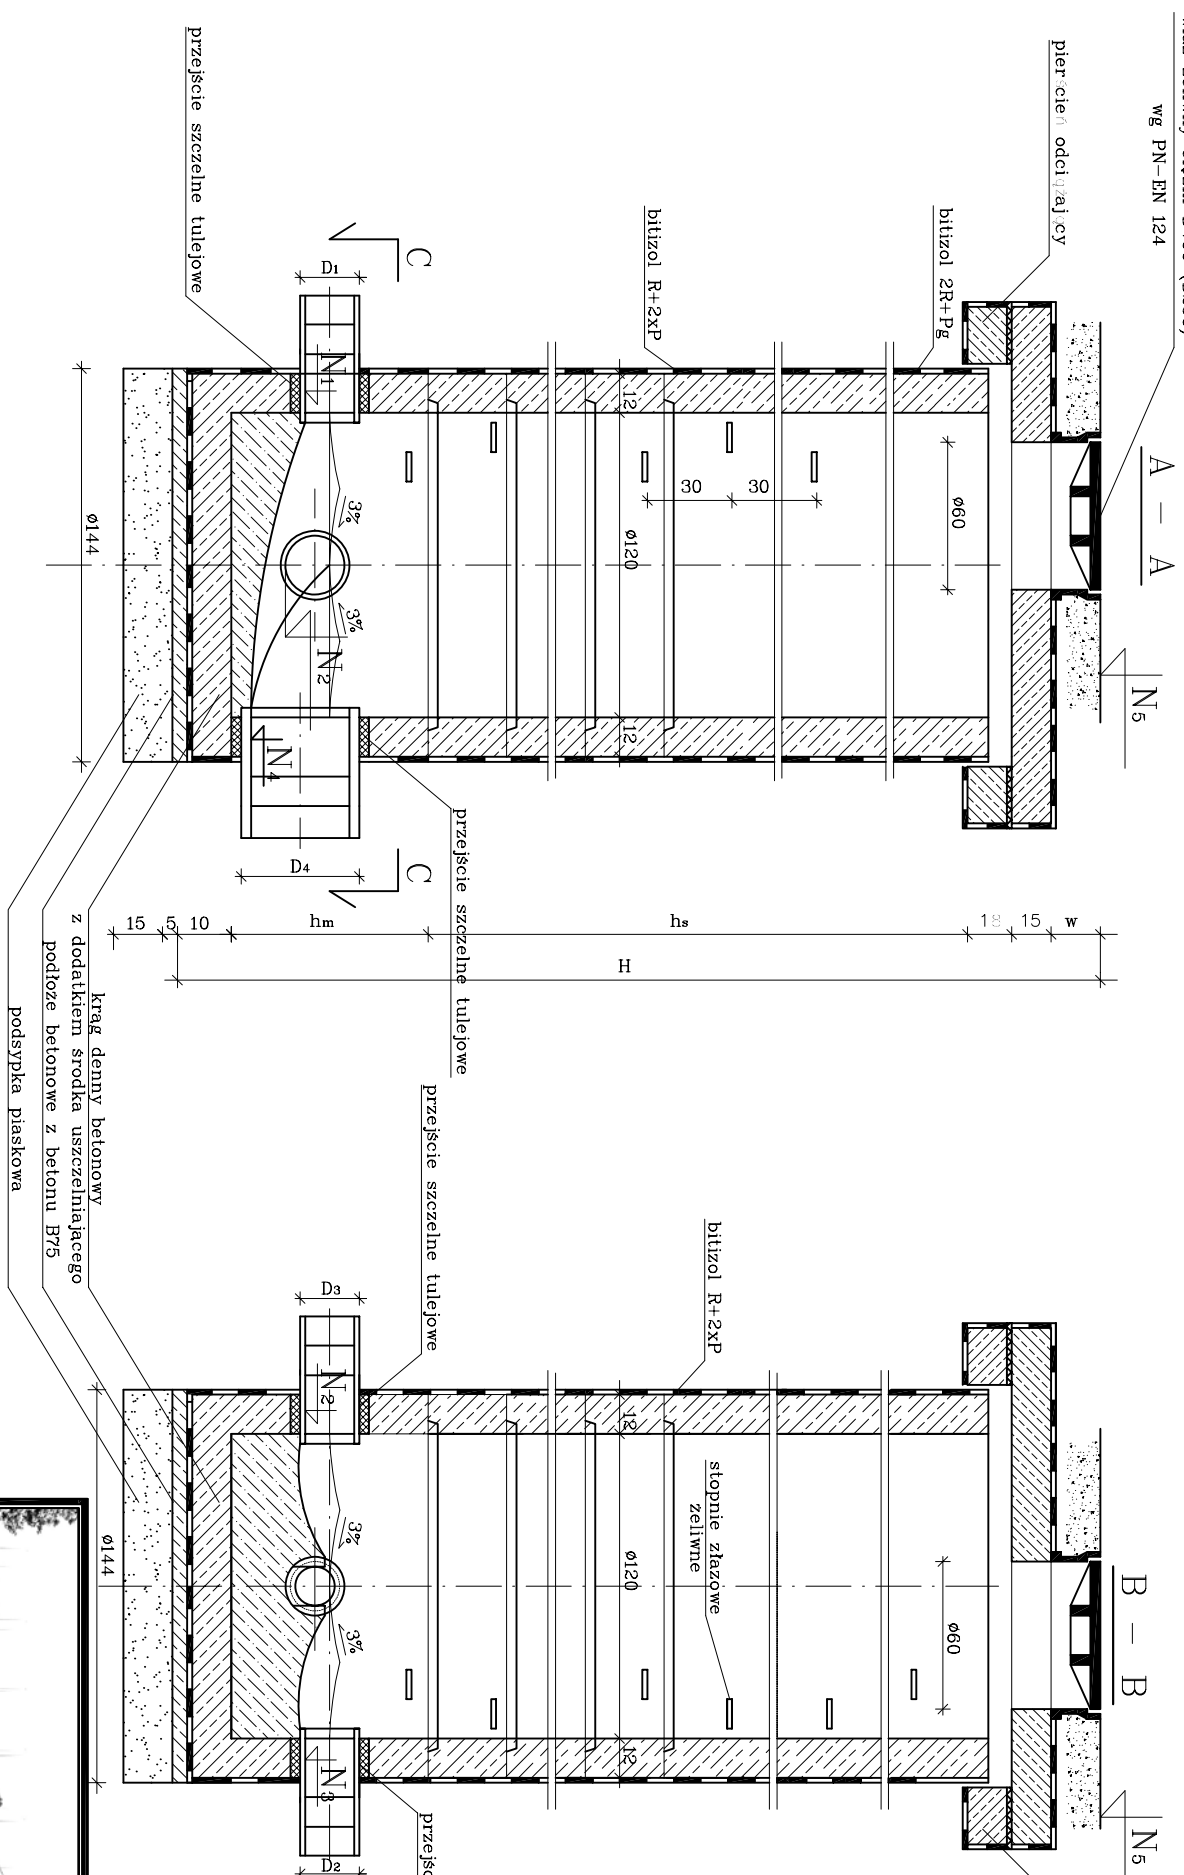 wg PN-EN 124
pierścień odciążający
bitizol 2R+Pg
bitizol R+2xP
przejście szczelne tulejowe
A - A
N5
ø60
30
30
12
ø120
12
C
D1
N1
3%
3%
N2
N4
D4
C
ø144
przejście szczelne tulejowe
w
15
hs
hm
10
5
15
H
krąg denny betonowy
z dodatkiem środka uszczelniającego
podłoże betonowe z betonu B75
podsypka piaskowa
B - B
N5
ø60
bitizol R+2xP
stopnie złazowe
żeliwne
12
ø120
12
przejście szczelne tulejowe
D3
N2
3%
3%
N3
D2
ø144